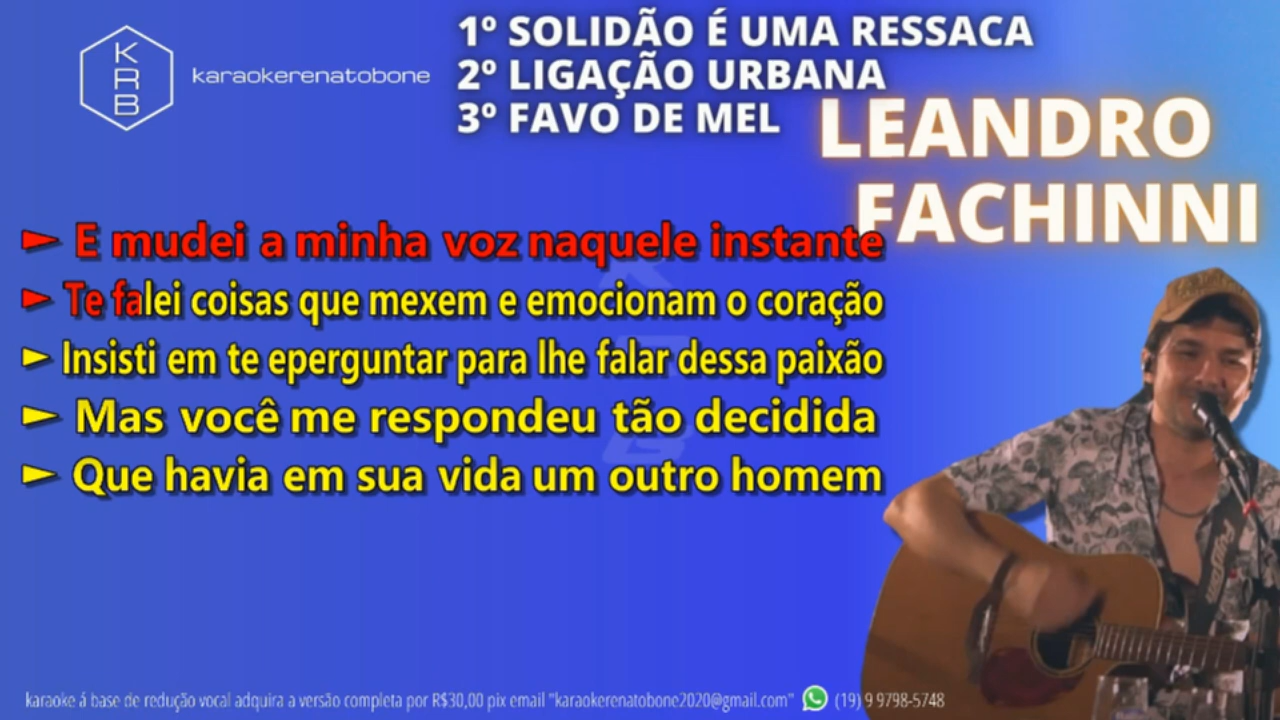 KRB
karaokerenatobone
1º SOLIDÃO É UMA RESSACA
2º LIGAÇÃO URBANA
3º FAVO DE MEL
LEANDRO
FACHINNI
► E mudei a minha voz naquele instante
► Te falei coisas que mexem e emocionam o coração
► Insisti em te eperguntar para lhe falar dessa paixão
► Mas você me respondeu tão decidida
► Que havia em sua vida um outro homem
karaoke á base de redução vocal adquira a versão completa por R$30,00 pix email "karaokerenatobone2020@gmail.com" (19) 9 9798-5748